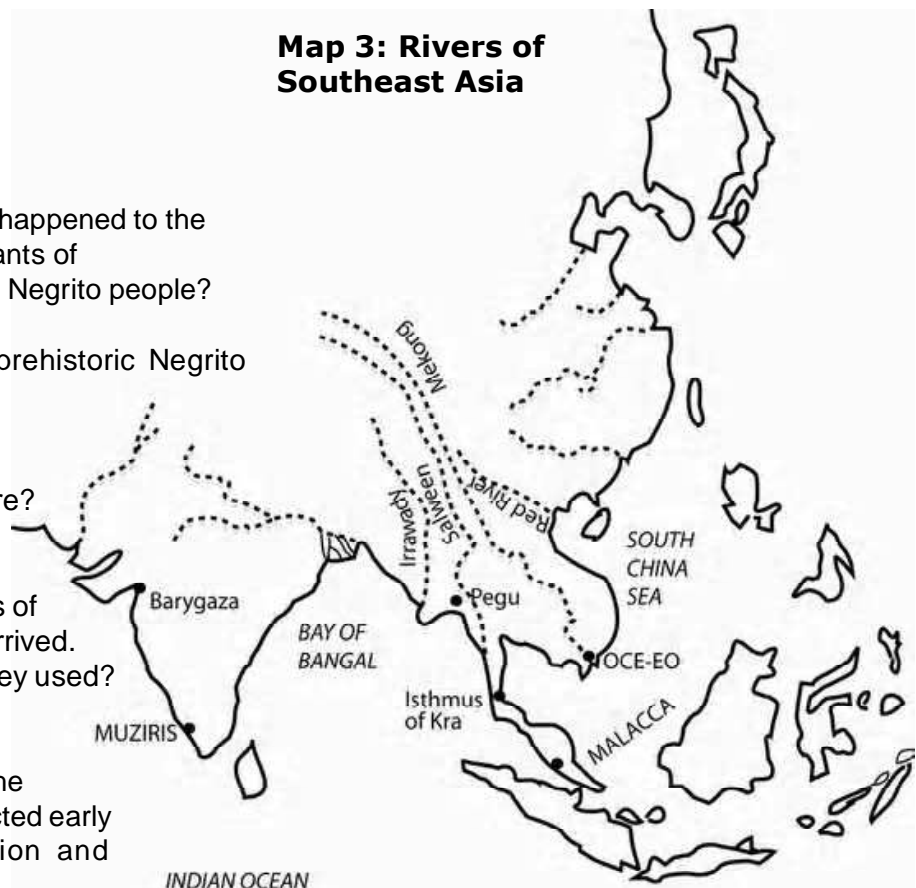 Map 3: Rivers of
Southeast Asia
happened to the
ants of
Negrito people?
prehistoric Negrito
re?
s of
rrived.
ey used?
ne
cted early
ion and
Mekong
Irrawady
Salween
Red River
SOUTH
CHINA
SEA
Barygaza
Pegu
BAY OF
BANGAL
OCE-EO
Isthmus
of Kra
MUZIRIS
MALACCA
INDIAN OCEAN